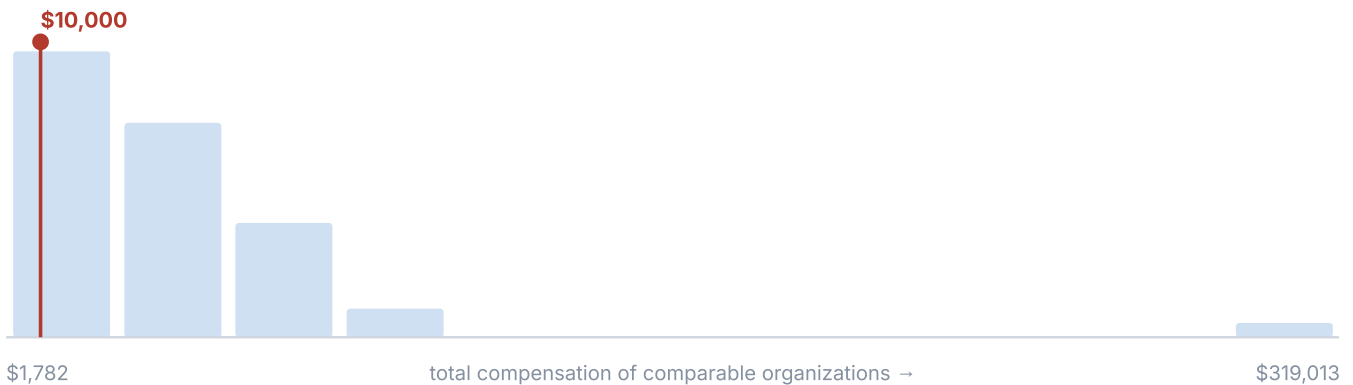 $10,000
$1,782 total compensation of comparable organizations → $319,013